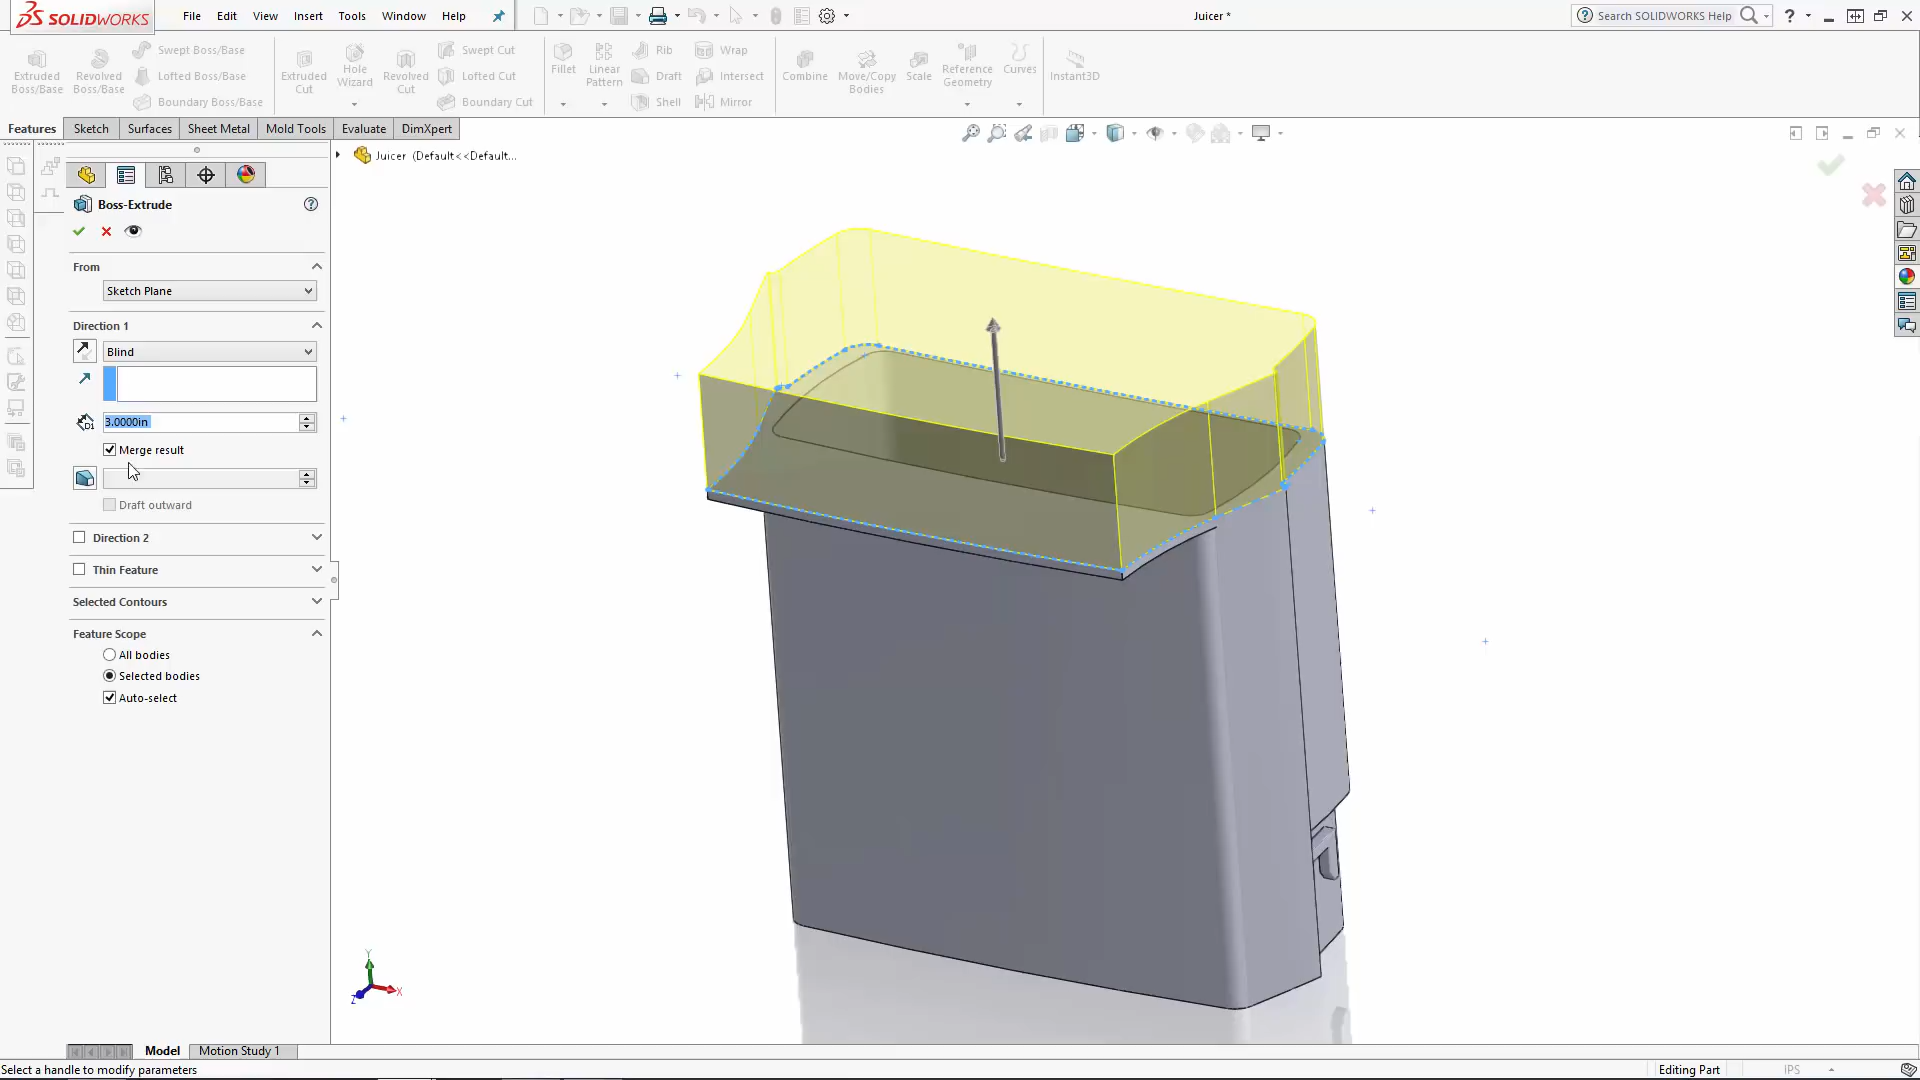 SOLIDWORKS File Edit View Insert Tools Window Help Juicer * Search SOLIDWORKS Help ?
Extruded Boss/Base
Revolved Boss/Base
Swept Boss/Base
Lofted Boss/Base
Boundary Boss/Base
Extruded Cut
Hole Wizard
Revolved Cut
Swept Cut
Lofted Cut
Boundary Cut
Fillet
Linear Pattern
Rib
Draft
Shell
Wrap
Intersect
Mirror
Combine
Move/Copy Bodies
Scale
Reference Geometry
Curves
Instant3D
Features Sketch Surfaces Sheet Metal Mold Tools Evaluate DimXpert
Juicer (Default<<Default...
Boss-Extrude
From
Sketch Plane
Direction 1
Blind
D1
3.0000in
Merge result
Draft outward
Direction 2
Thin Feature
Selected Contours
Feature Scope
All bodies
Selected bodies
Auto-select
Y
X
Z
Model Motion Study 1
Select a handle to modify parameters Editing Part IPS